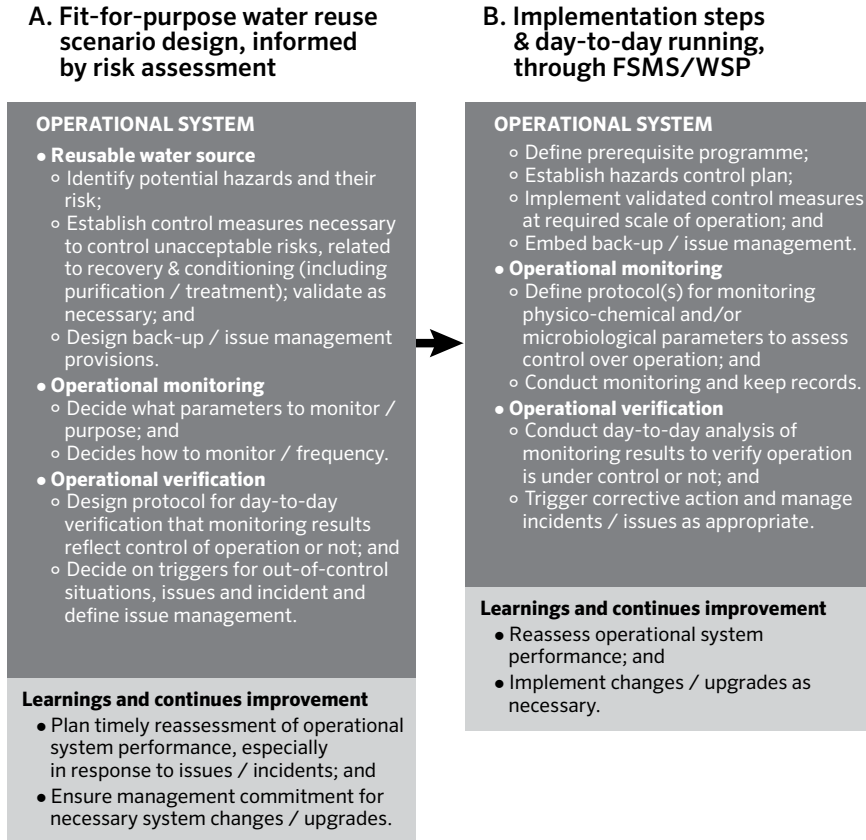 A. Fit-for-purpose water reuse
scenario design, informed
by risk assessment
OPERATIONAL SYSTEM
• Reusable water source
o Identify potential hazards and their
risk;
o Establish control measures necessary
to control unacceptable risks, related
to recovery & conditioning (including
purification / treatment); validate as
necessary; and
o Design back-up / issue management
provisions.
• Operational monitoring
o Decide what parameters to monitor /
purpose; and
o Decides how to monitor / frequency.
• Operational verification
o Design protocol for day-to-day
verification that monitoring results
reflect control of operation or not; and
o Decide on triggers for out-of-control
situations, issues and incident and
define issue management.
Learnings and continues improvement
• Plan timely reassessment of operational
system performance, especially
in response to issues / incidents; and
• Ensure management commitment for
necessary system changes / upgrades.
B. Implementation steps
& day-to-day running,
through FSMS/WSP
OPERATIONAL SYSTEM
o Define prerequisite programme;
o Establish hazards control plan;
o Implement validated control measures
at required scale of operation; and
o Embed back-up / issue management.
• Operational monitoring
o Define protocol(s) for monitoring
physico-chemical and/or
microbiological parameters to assess
control over operation; and
o Conduct monitoring and keep records.
• Operational verification
o Conduct day-to-day analysis of
monitoring results to verify operation
is under control or not; and
o Trigger corrective action and manage
incidents / issues as appropriate.
Learnings and continues improvement
• Reassess operational system
performance; and
• Implement changes / upgrades as
necessary.